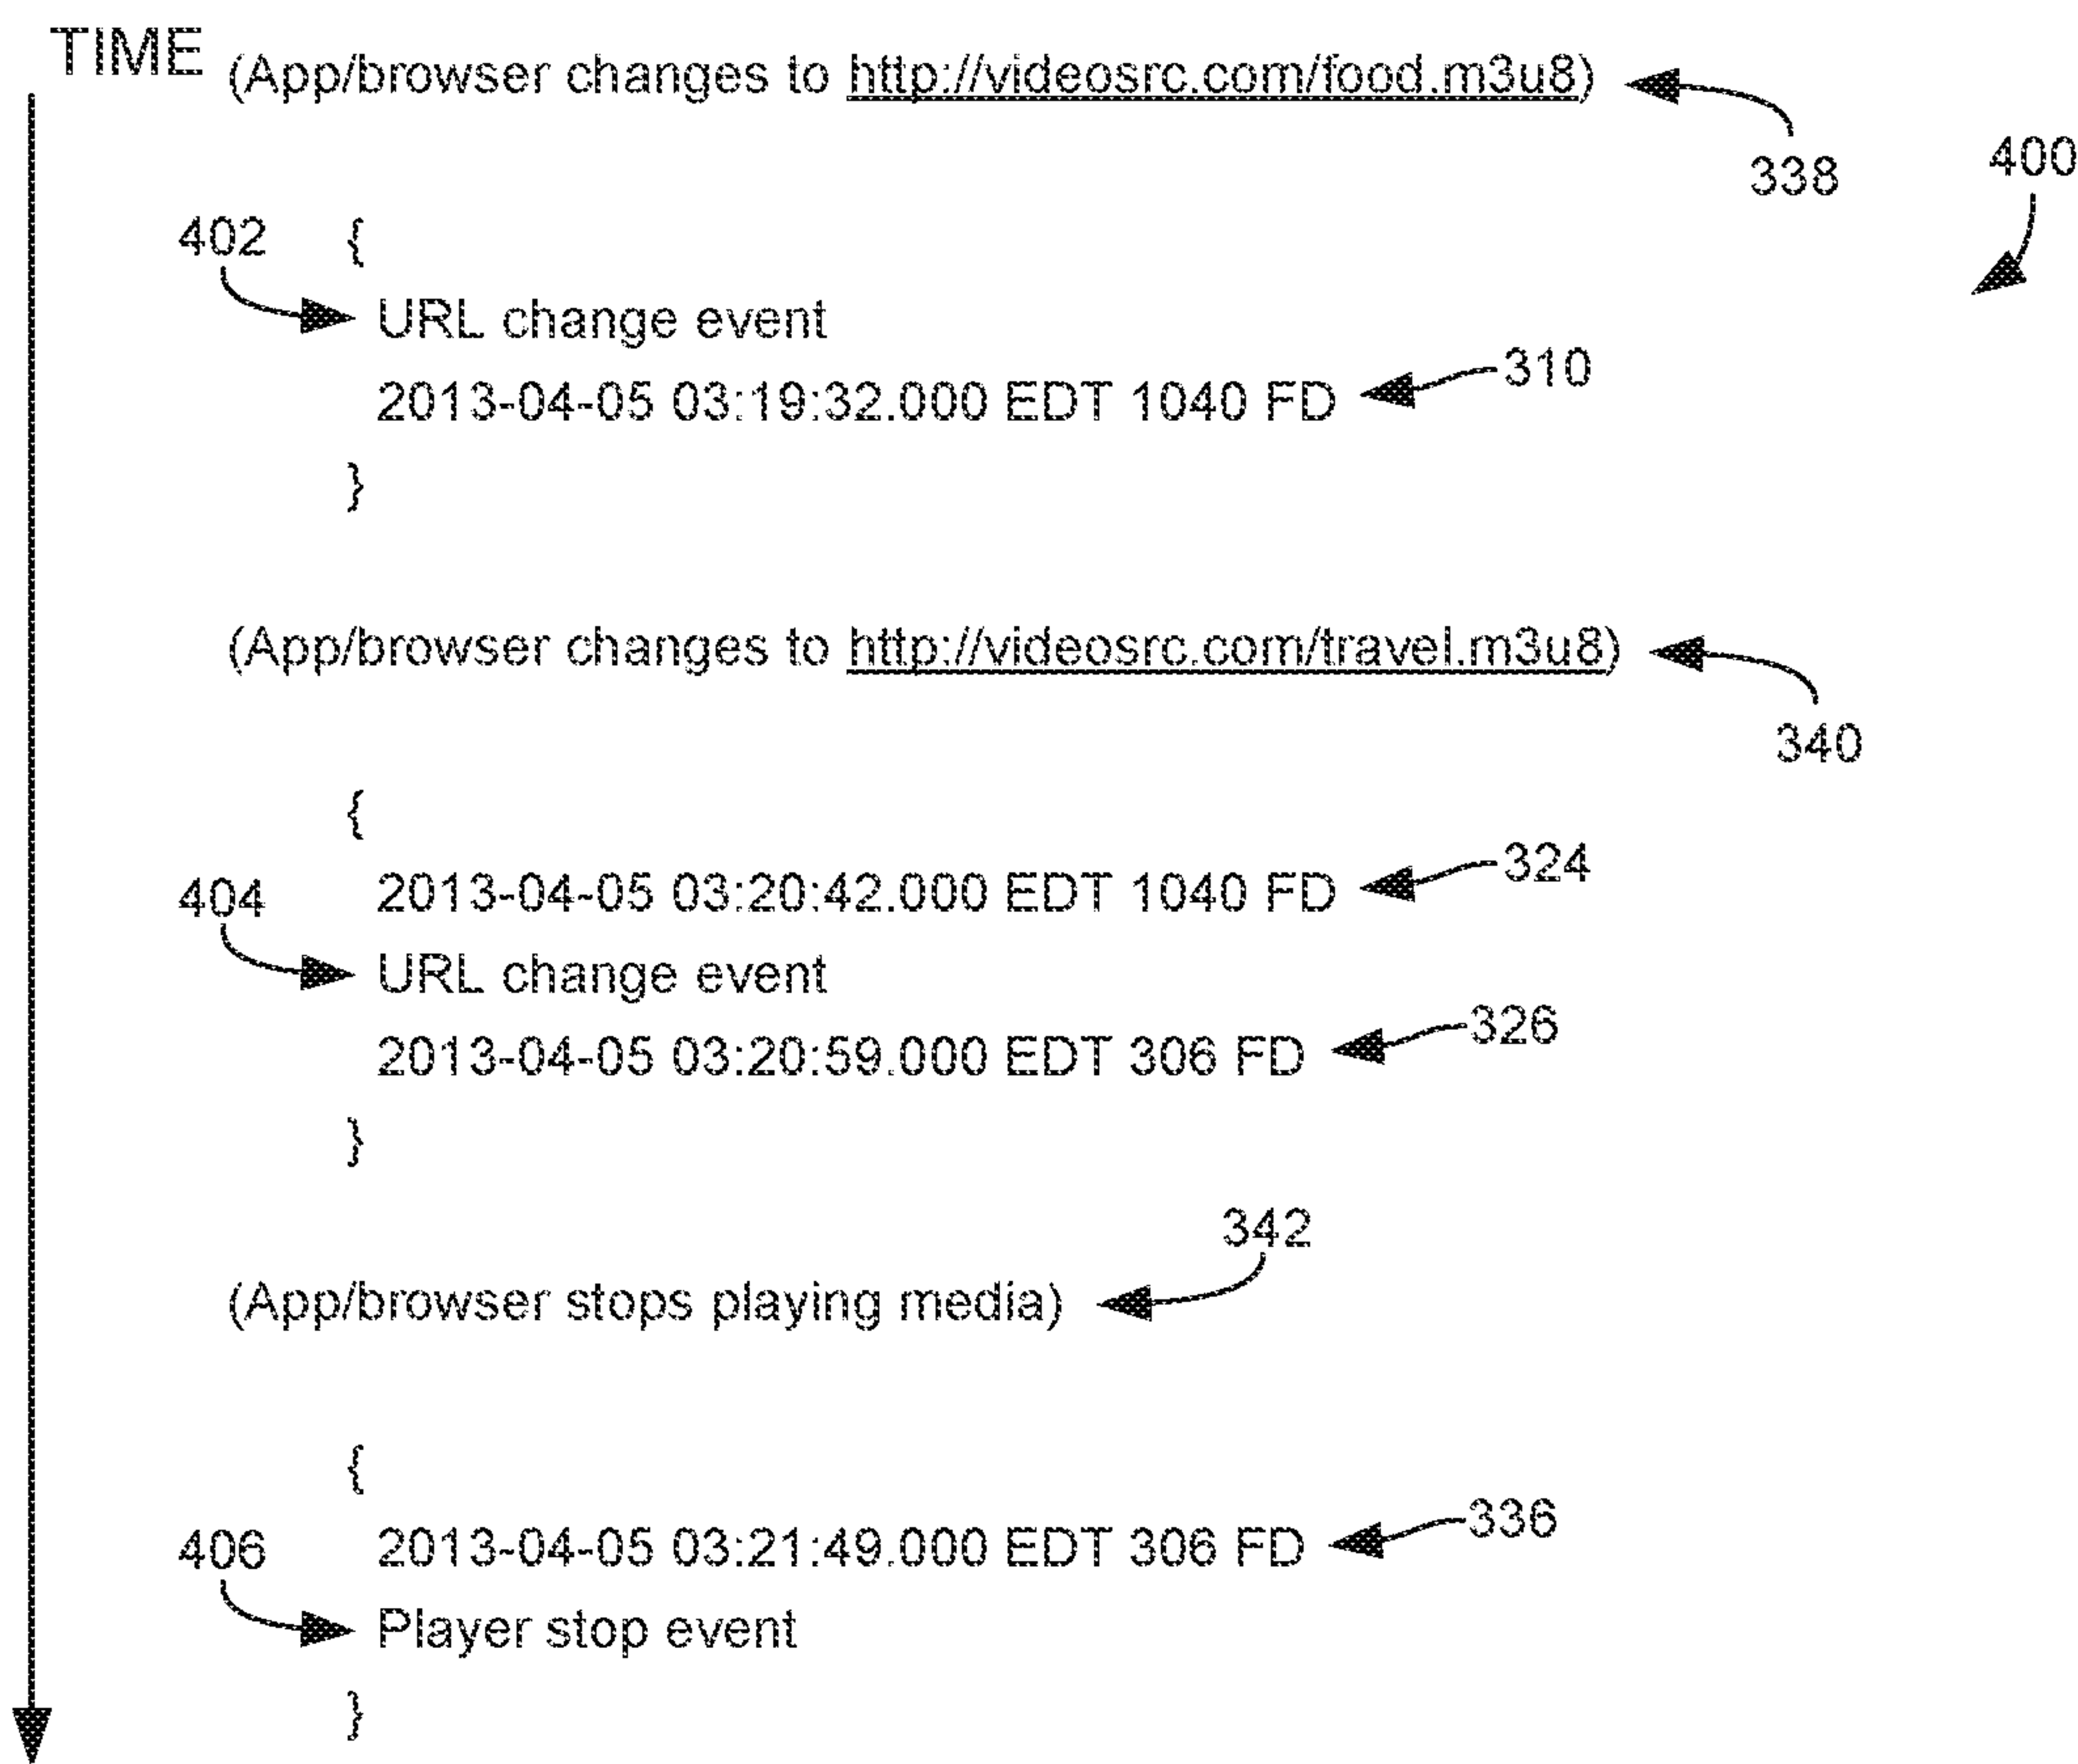 TIME
(App/browser changes to http://videosrc.com/food.m3u8)
338
400
402
{
URL change event
310
2013-04-05 03:19:32.000 EDT 1040 FD
}
(App/browser changes to http://videosrc.com/travel.m3u8)
340
{
324
2013-04-05 03:20:42.000 EDT 1040 FD
404
URL change event
326
2013-04-05 03:20:59.000 EDT 306 FD
}
342
(App/browser stops playing media)
{
336
2013-04-05 03:21:49.000 EDT 306 FD
406
Player stop event
}